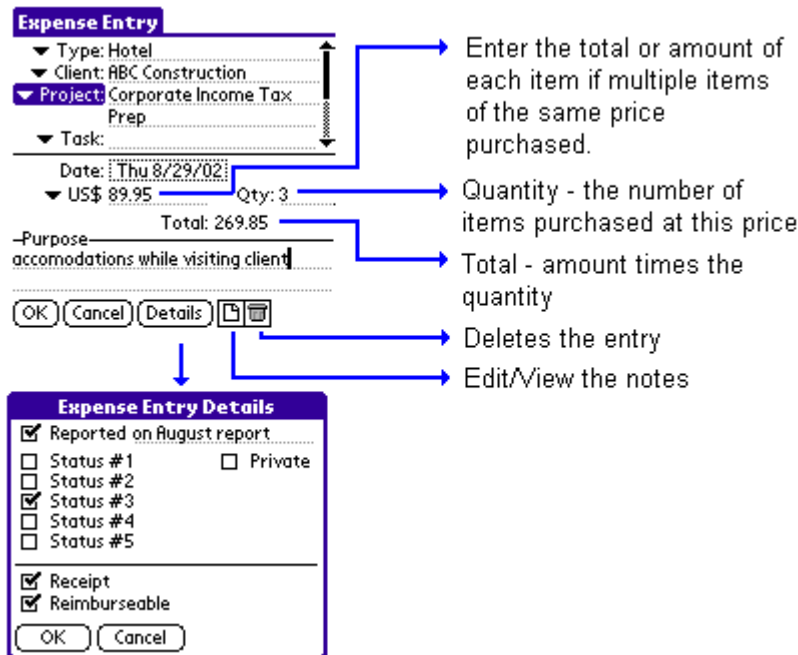 Expense Entry
Type: Hotel
Client: ABC Construction
Project: Corporate Income Tax
Prep
Task:
Date: Thu 8/29/02
US$ 89.95 Qty: 3
Total: 269.85
Purpose
accomodations while visiting client
OK Cancel Details
Enter the total or amount of
each item if multiple items
of the same price
purchased.
Quantity - the number of
items purchased at this price
Total - amount times the
quantity
Deletes the entry
Edit/View the notes
Expense Entry Details
Reported on August report
Status #1 Private
Status #2
Status #3
Status #4
Status #5
Receipt
Reimburseable
OK Cancel